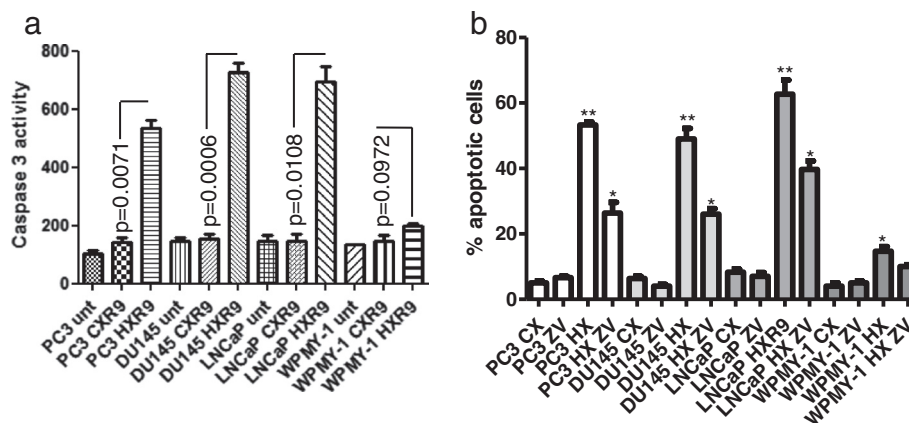 a
Caspase 3 activity
800
600
400
200
0
p=0.0071
p=0.0006
p=0.0108
p=0.0972
PC3 unt
PC3 CXR9
PC3 HXR9
DU145 unt
DU145 CXR9
DU145 HXR9
LNCaP unt
LNCaP CXR9
LNCaP HXR9
WPMY-1 unt
WPMY-1 CXR9
WPMY-1 HXR9
b
% apoptotic cells
80
60
40
20
0
**
*
**
*
**
*
*
PC3 CX
PC3 ZV
PC3 HX
PC3 HX ZV
DU145 CX
DU145 ZV
DU145 HX
DU145 HX ZV
LNCaP CX
LNCaP ZV
LNCaP HXR9
LNCaP HX ZV
WPMY-1 CX
WPMY-1 ZV
WPMY-1 HX
WPMY-1 HX ZV